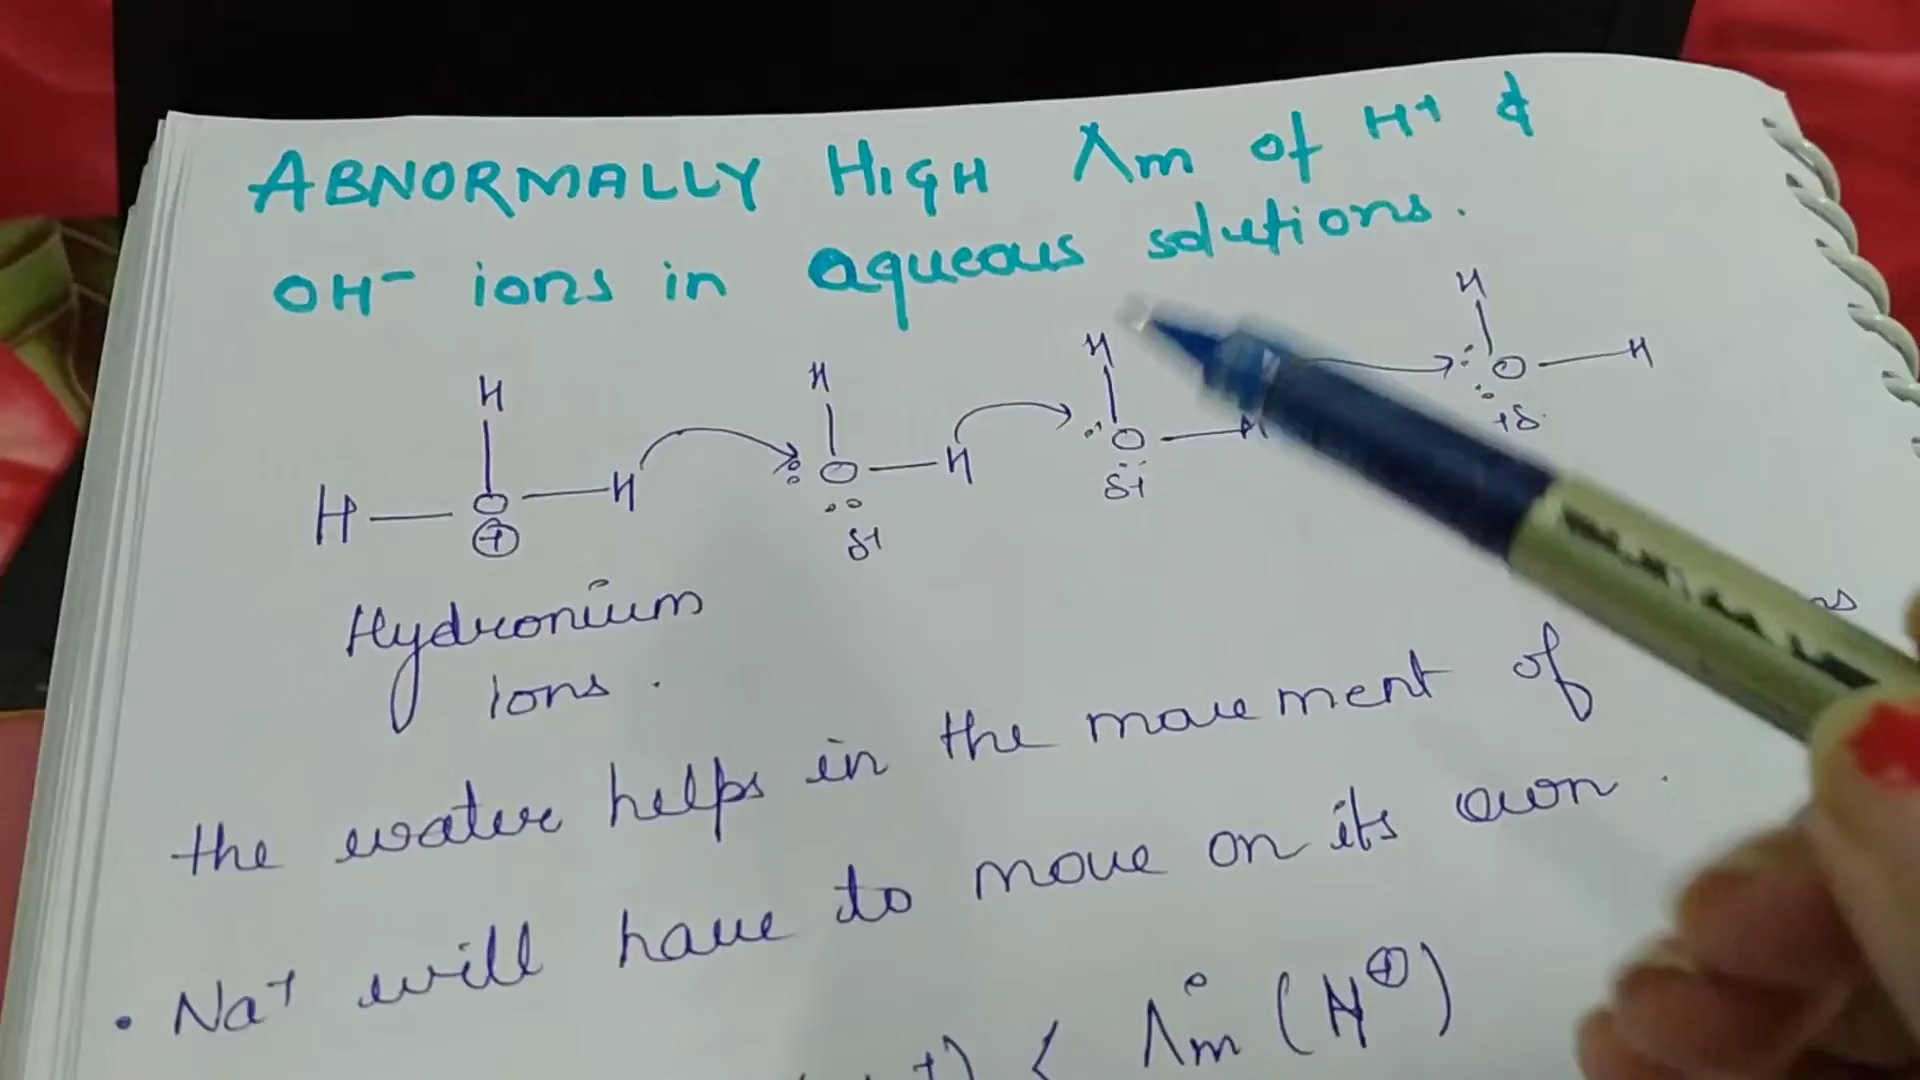 ABNORMALLY HIGH Λm of H+ &
OH- ions in aqueous solutions.
H H H H
H O H O H O H O H
+ δ+ δ+ +δ
Hydronium
ions.
the water helps in the movement of
• Na+ will have to move on its own.
+) < Λ°m (H⊕)